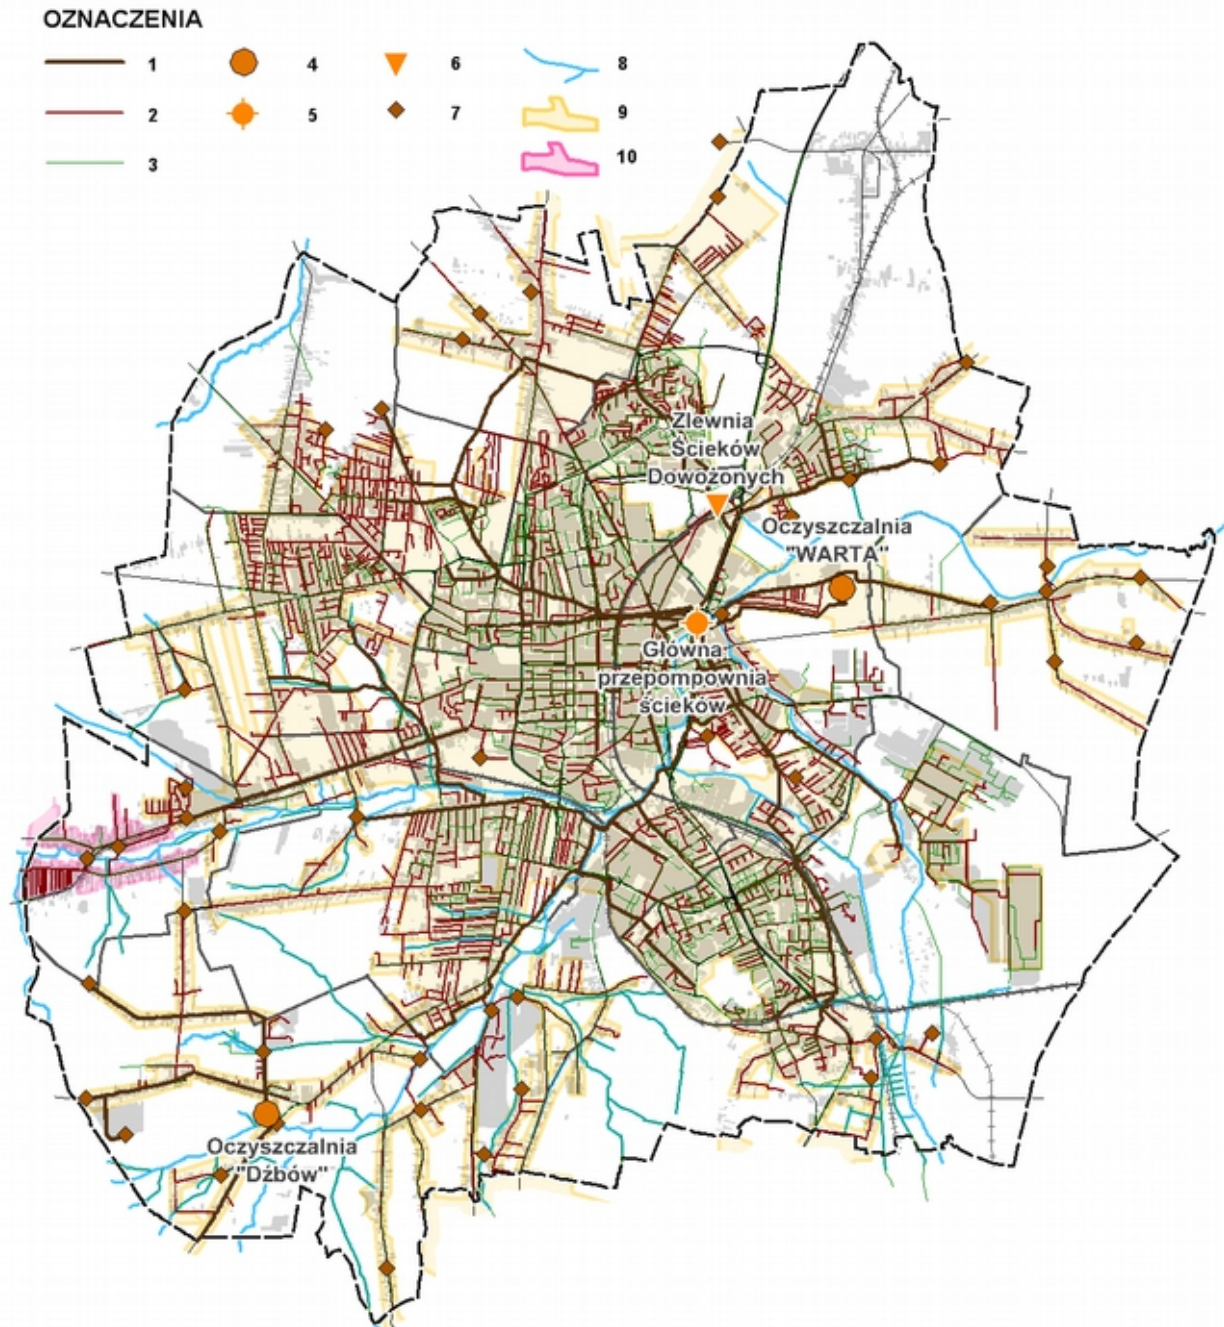 OZNACZENIA
1 4 6 8
2 5 7 9
3 10
Zlewnia
Ścieków
Dowożonych
Oczyszczalnia
"WARTA"
Główna
przepompownia
ścieków
Oczyszczalnia
"Dźbów"